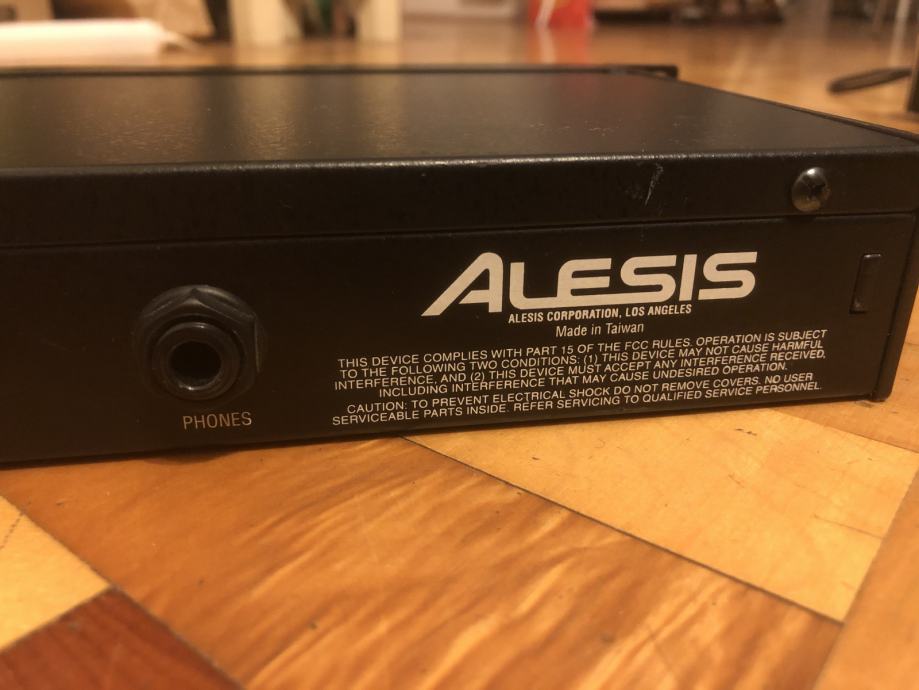 ALESIS
ALESIS CORPORATION, LOS ANGELES
Made in Taiwan
THIS DEVICE COMPLIES WITH PART 15 OF THE FCC RULES. OPERATION IS SUBJECT
TO THE FOLLOWING TWO CONDITIONS: (1) THIS DEVICE MAY NOT CAUSE HARMFUL
INTERFERENCE, AND (2) THIS DEVICE MUST ACCEPT ANY INTERFERENCE RECEIVED,
INCLUDING INTERFERENCE THAT MAY CAUSE UNDESIRED OPERATION.
CAUTION: TO PREVENT ELECTRICAL SHOCK DO NOT REMOVE COVERS. NO USER
SERVICEABLE PARTS INSIDE. REFER SERVICING TO QUALIFIED SERVICE PERSONNEL.
PHONES